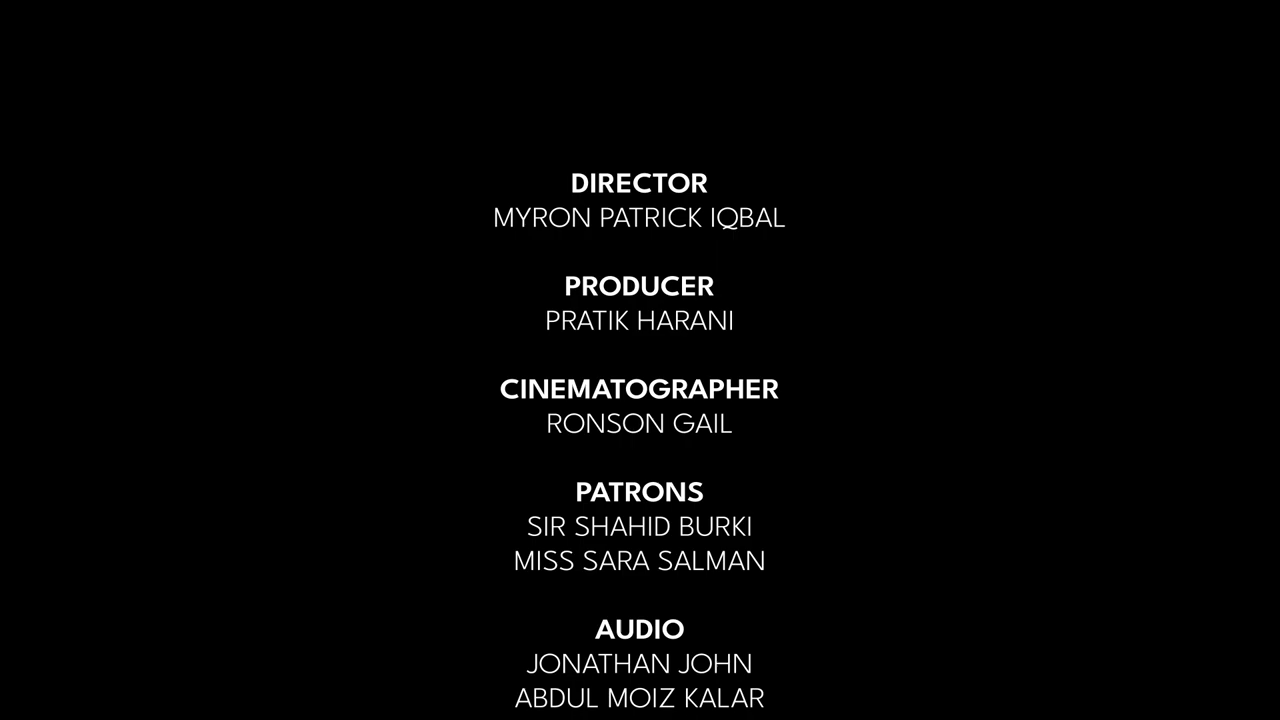 DIRECTOR
MYRON PATRICK IQBAL
PRODUCER
PRATIK HARANI
CINEMATOGRAPHER
RONSON GAIL
PATRONS
SIR SHAHID BURKI
MISS SARA SALMAN
AUDIO
JONATHAN JOHN
ABDUL MOIZ KALAR